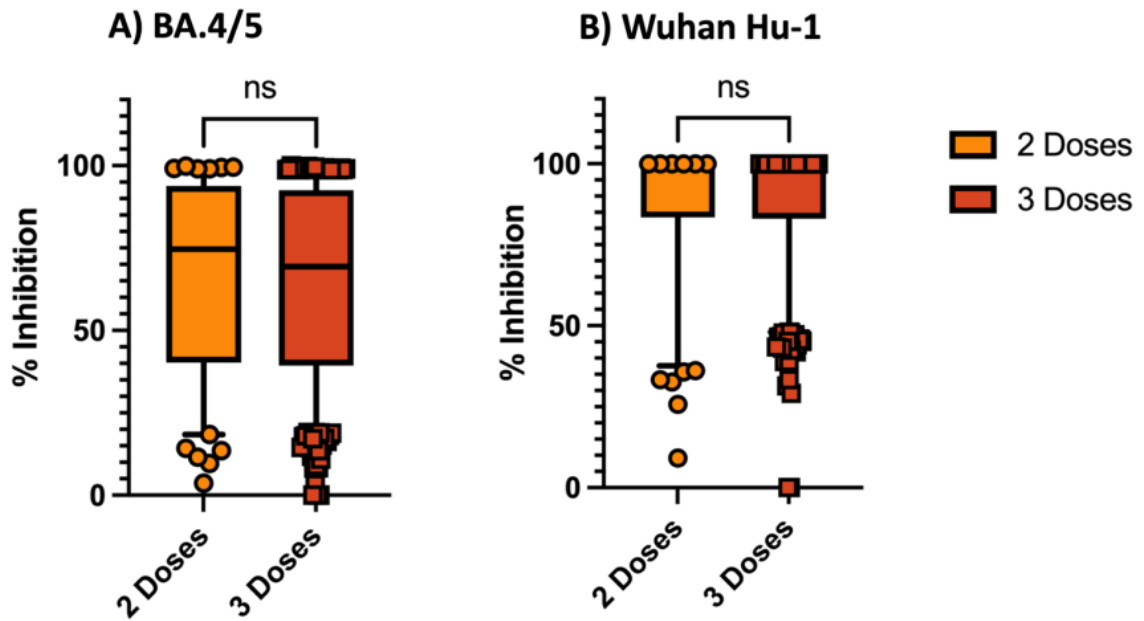 A) BA.4/5
B) Wuhan Hu-1
ns
% Inhibition
100
50
0
2 Doses
3 Doses
ns
% Inhibition
100
50
0
2 Doses
3 Doses
2 Doses
3 Doses